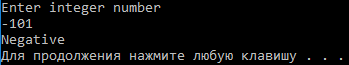 Enter integer number
-101
Negative
Для продолжения нажмите любую клавишу . . .